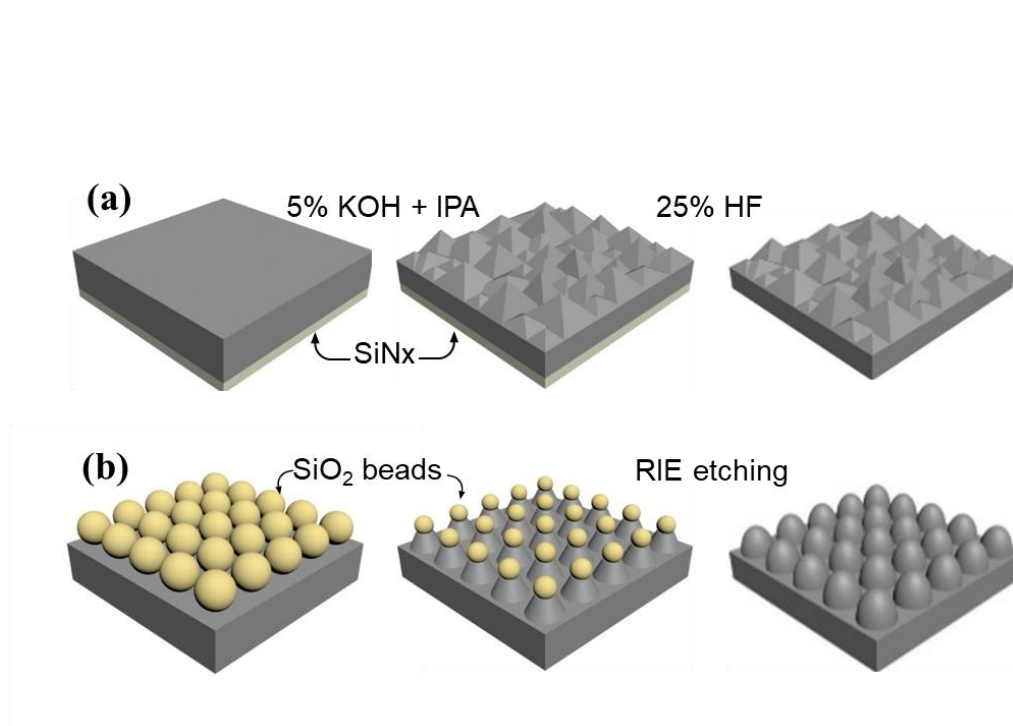 (a)
5% KOH + IPA
25% HF
SiNx
(b)
SiO₂ beads
RIE etching